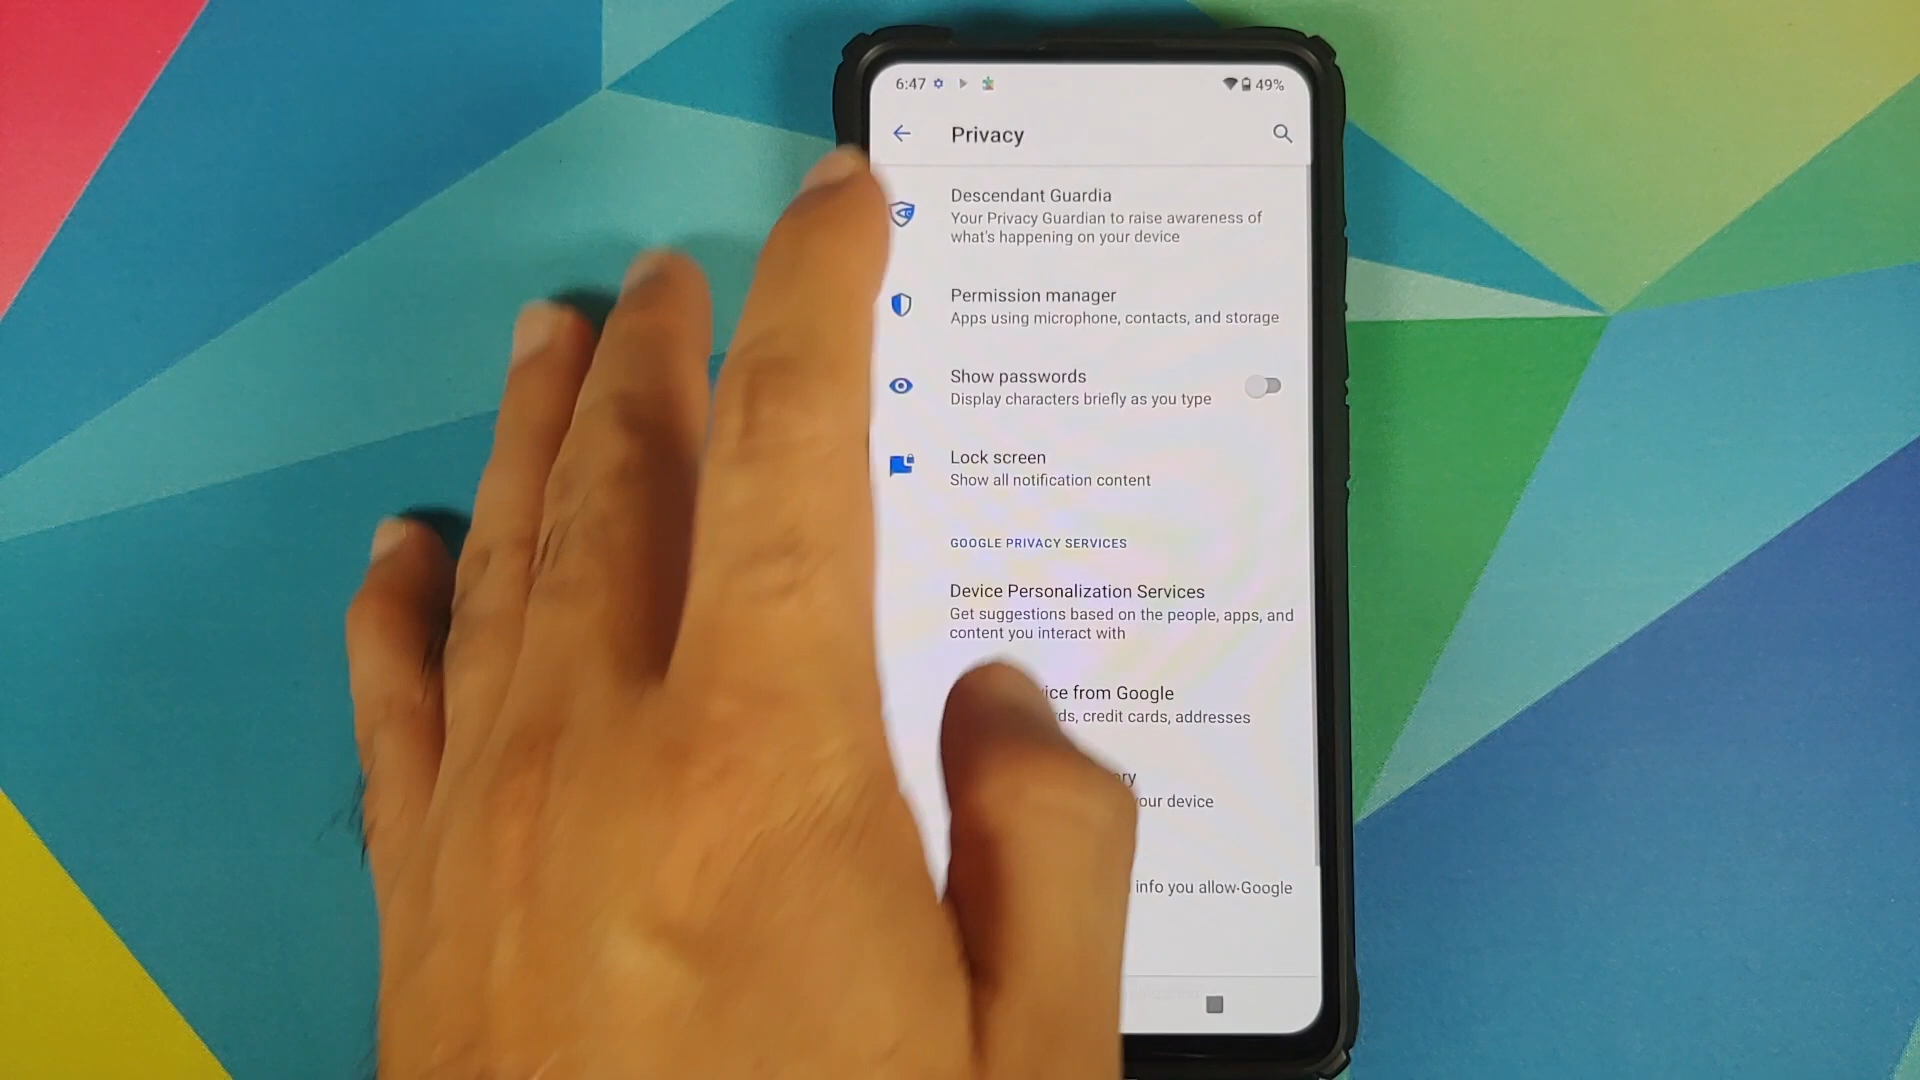 6:47
49%
Privacy
Descendant Guardia
Your Privacy Guardian to raise awareness of
what's happening on your device
Permission manager
Apps using microphone, contacts, and storage
Show passwords
Display characters briefly as you type
Lock screen
Show all notification content
GOOGLE PRIVACY SERVICES
Device Personalization Services
Get suggestions based on the people, apps, and
content you interact with
from Google
credit cards, addresses
your device
info you allow Google